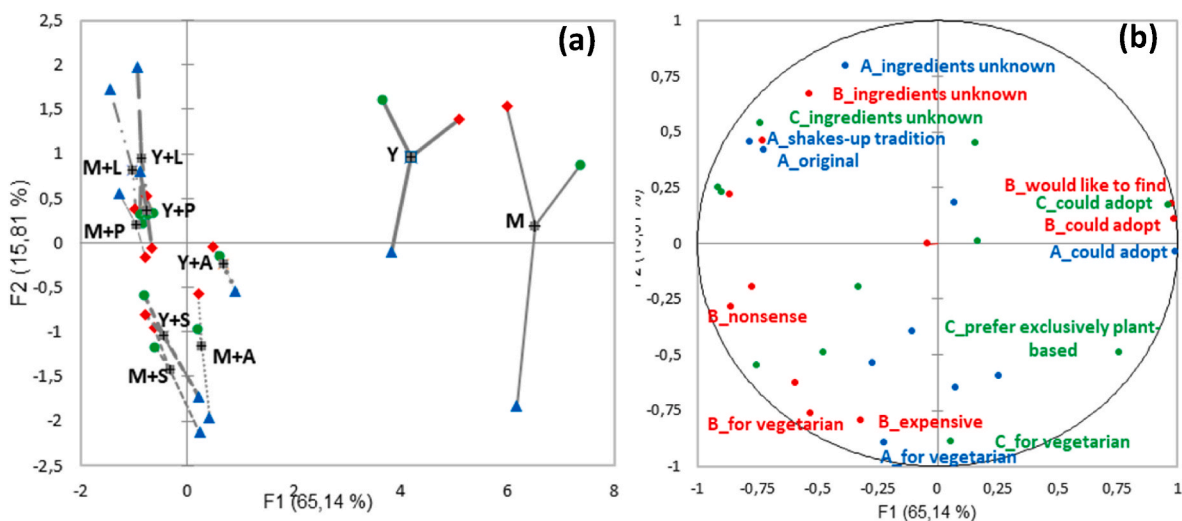 (a)
2,5
2
1,5
1
0,5
0
-0,5
-1
-1,5
-2
-2,5
F2 (15,81 %)
M+L
Y+L
M+P
Y+P
Y+A
Y+S
M+S
M+A
Y
M
-2
0
2
4
6
8
F1 (65,14 %)
(b)
1
0,75
0,5
0,25
0
-0,25
-0,5
-0,75
-1
F2 (15,81 %)
A_ingredients unknown
B_ingredients unknown
C_ingredients unknown
A_shakes-up tradition
A_original
B_would like to find
C_could adopt
B_could adopt
A_could adopt
B_nonsense
C_prefer exclusively plant-
based
B_for vegetarian
B_expensive
A_for vegetarian
C_for vegetarian
-1
-0,75
-0,5
-0,25
0
0,25
0,5
0,75
1
F1 (65,14 %)